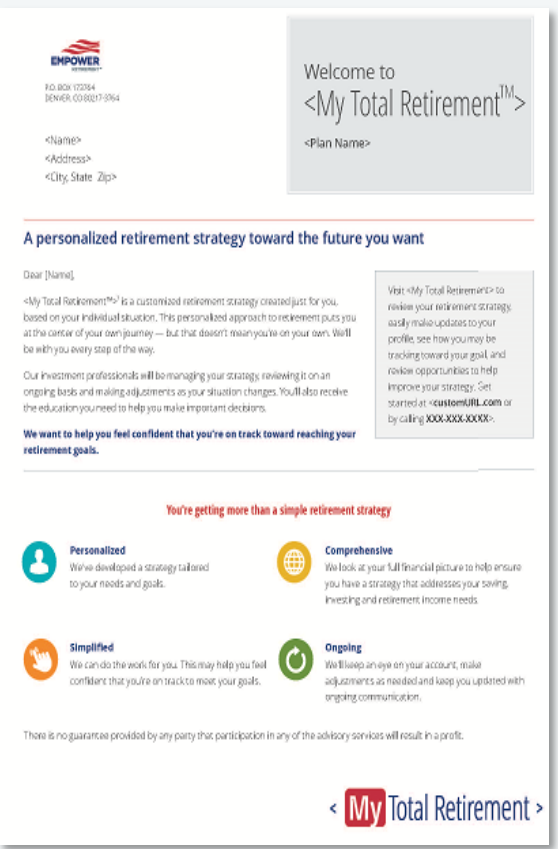 EMPOWER
RETIREMENT
P.O. BOX 173764
DENVER, CO 80217-3764
<Name>
<Address>
<City, State Zip>
Welcome to
<My Total Retirement™>
<Plan Name>
A personalized retirement strategy toward the future you want
Dear [Name],
<My Total Retirement™>¹ is a customized retirement strategy created just for you,
based on your individual situation. This personalized approach to retirement puts you
at the center of your own journey — but that doesn't mean you're on your own. We'll
be with you every step of the way.
Our investment professionals will be managing your strategy, reviewing it on an
ongoing basis and making adjustments as your situation changes. You'll also receive
the education you need to help you make important decisions.
We want to help you feel confident that you're on track toward reaching your
retirement goals.
Visit <My Total Retirement> to
review your retirement strategy,
easily make updates to your
profile, see how you may be
tracking toward your goal, and
review opportunities to help
improve your strategy. Get
started at <customURL.com or
by calling XXX-XXX-XXXX>.
You're getting more than a simple retirement strategy
Personalized
We've developed a strategy tailored
to your needs and goals.
Comprehensive
We look at your full financial picture to help ensure
you have a strategy that addresses your saving,
investing and retirement income needs.
Simplified
We can do the work for you. This may help you feel
confident that you're on track to meet your goals.
Ongoing
We'll keep an eye on your account, make
adjustments as needed and keep you updated with
ongoing communication.
There is no guarantee provided by any party that participation in any of the advisory services will result in a profit.
< My Total Retirement >